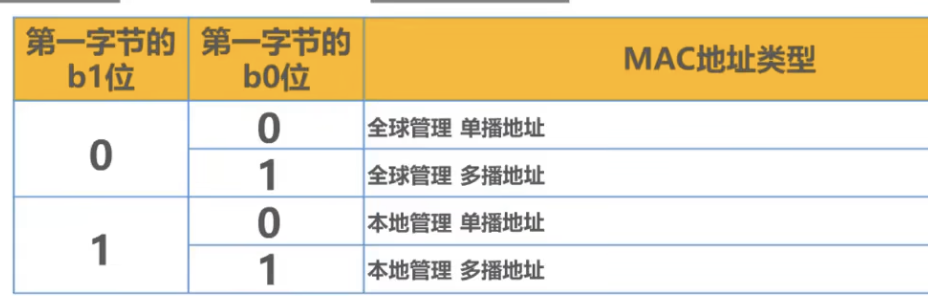 第一字节的
b1位
第一字节的
b0位
MAC地址类型
0
0
全球管理 单播地址
1
全球管理 多播地址
1
0
本地管理 单播地址
1
本地管理 多播地址